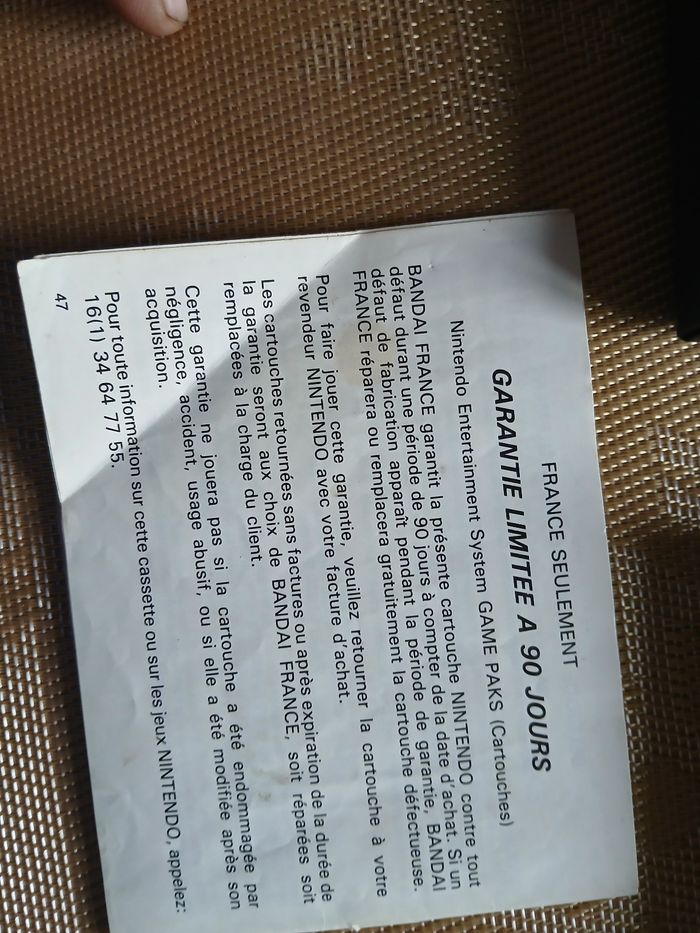 FRANCE SEULEMENT
GARANTIE LIMITEE A 90 JOURS
Nintendo Entertainment System GAME PAKS (Cartouches)
BANDAI FRANCE garantit la présente cartouche NINTENDO contre tout
défaut durant une période de 90 jours à compter de la date d'achat. Si un
défaut de fabrication apparaît pendant la période de garantie, BANDAI
FRANCE réparera ou remplacera gratuitement la cartouche défectueuse.
Pour faire jouer cette garantie, veuillez retourner la cartouche à votre
revendeur NINTENDO avec votre facture d'achat.
Les cartouches retournées sans factures ou après expiration de la durée de
la garantie seront aux choix de BANDAI FRANCE, soit réparées soit
remplacées à la charge du client.
Cette garantie ne jouera pas si la cartouche a été endommagée par
négligence, accident, usage abusif, ou si elle a été modifiée après son
acquisition.
Pour toute information sur cette cassette ou sur les jeux NINTENDO, appelez:
16(1) 34 64 77 55.
47